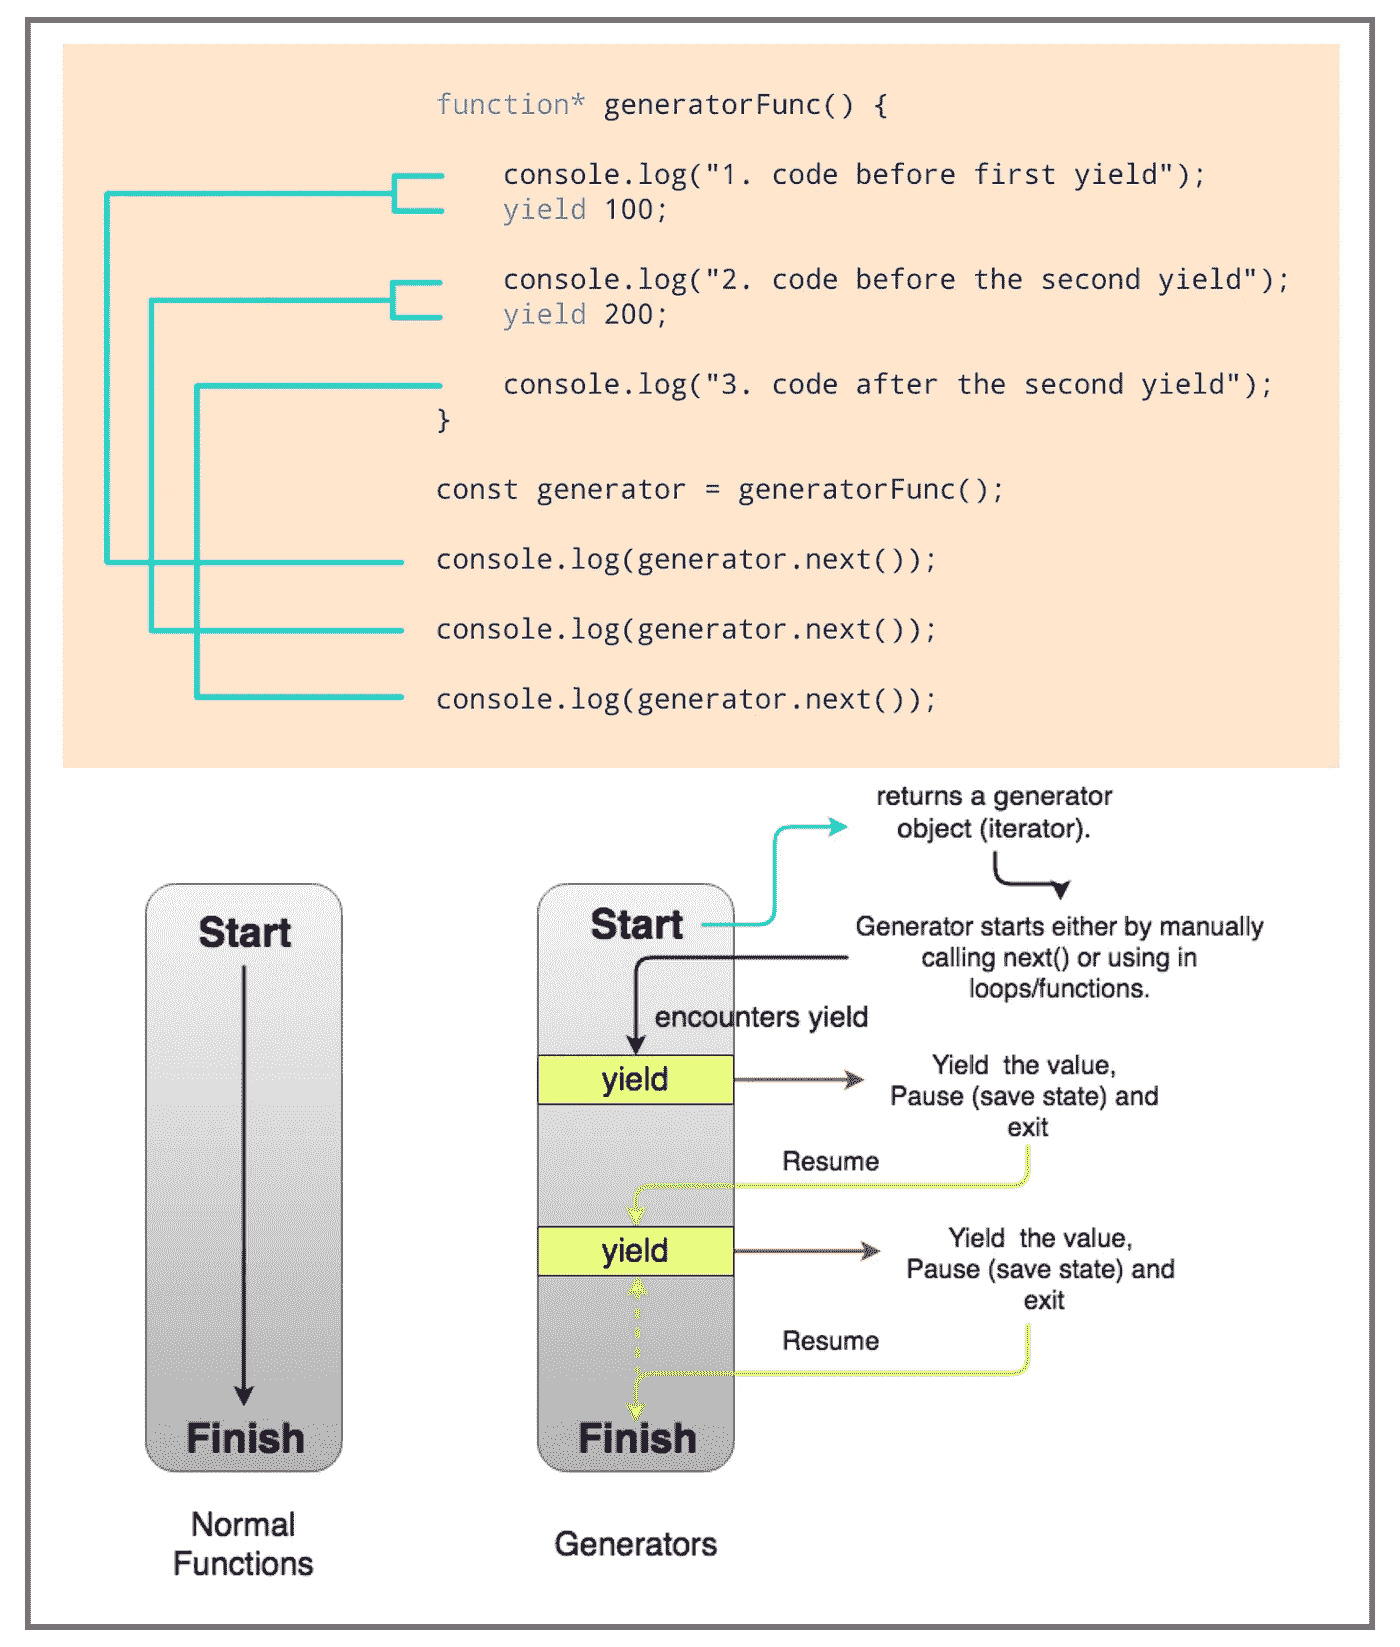 function* generatorFunc() {
console.log("1. code before first yield");
yield 100;
console.log("2. code before the second yield");
yield 200;
console.log("3. code after the second yield");
}
const generator = generatorFunc();
console.log(generator.next());
console.log(generator.next());
console.log(generator.next());
returns a generator
object (iterator).
Start
Start
Generator starts either by manually
calling next() or using in
loops/functions.
encounters yield
yield
Yield the value,
Pause (save state) and
exit
Resume
yield
Yield the value,
Pause (save state) and
exit
Resume
Finish
Finish
Normal
Functions
Generators